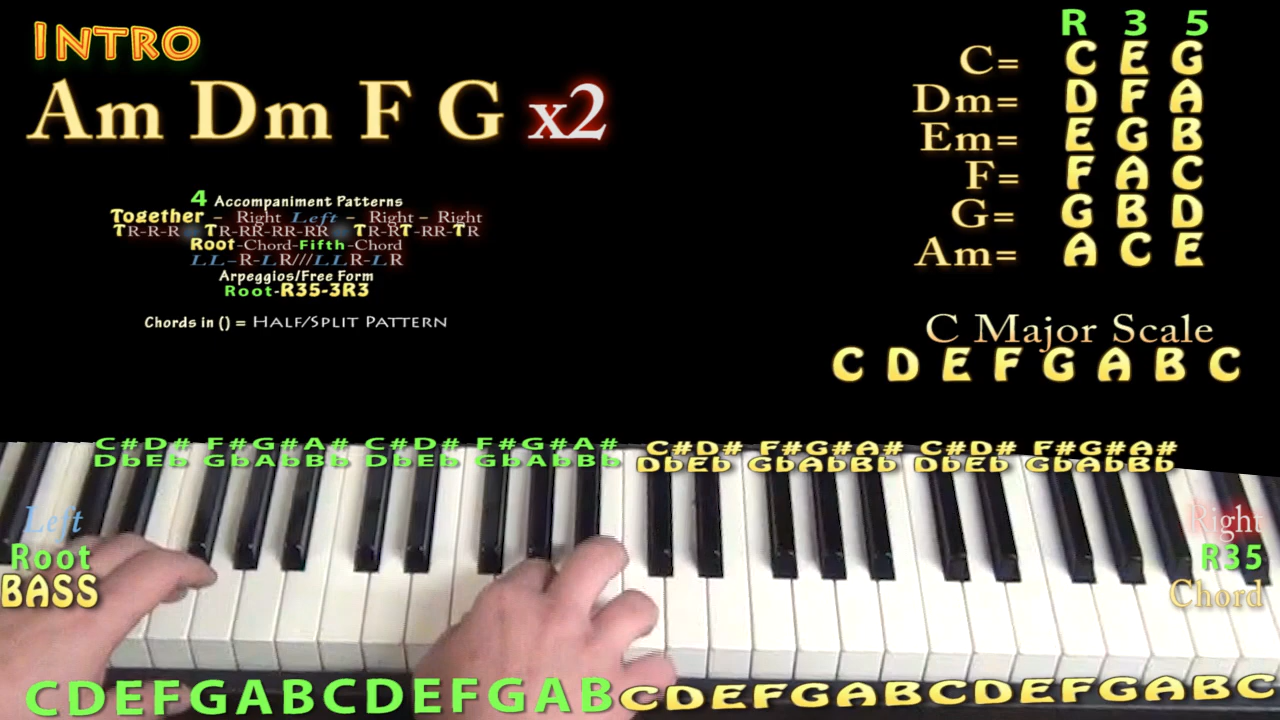 INTRO
Am Dm F G x2
4 Accompaniment Patterns
Together – Right Left – Right – Right
TR-R-R TR-RR-RR-RR TR-RT-RR-TR
Root-Chord-Fifth-Chord
LL-R-LR///LLR-LR
Arpeggios/Free Form
Root-R35-3R3
Chords in () = HALF/SPLIT PATTERN
R 3 5
C= C E G
Dm= D F A
Em= E G B
F= F A C
G= G B D
Am= A C E
C Major Scale
C D E F G A B C
C#D# F#G#A# C#D# F#G#A# C#D# F#G#A# C#D# F#G#A#
DbEb GbAbBb DbEb GbAbBb DbEb GbAbBb DbEb GbAbBb
Left
Root
BASS
Right
R35
Chord
CDEFGABCDEFGAB CDEFGABCDEFGABC